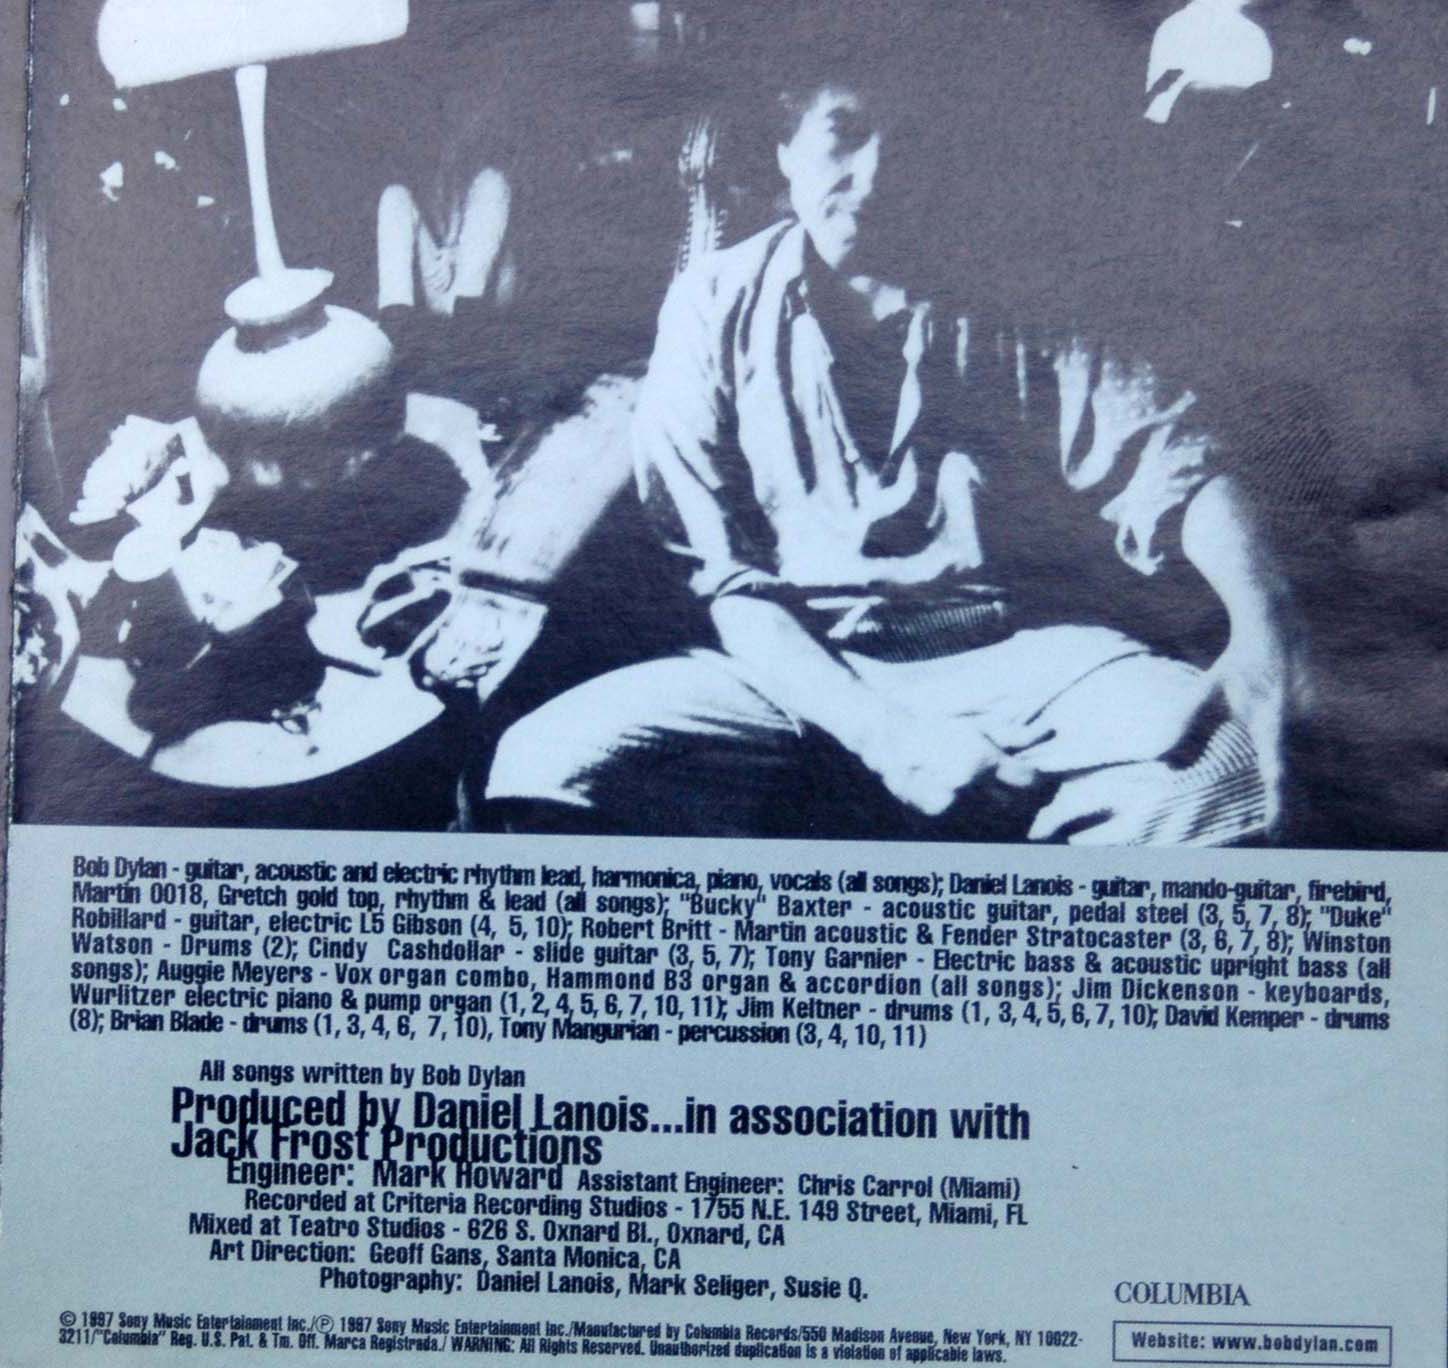 Bob Dylan - guitar, acoustic and electric rhythm lead, harmonica, piano, vocals (all songs); Daniel Lanois - guitar, mando-guitar, firebird,
Martin 0018, Gretch gold top, rhythm & lead (all songs); "Bucky" Baxter - acoustic guitar, pedal steel (3, 5, 7, 8); "Duke"
Robillard - guitar, electric L5 Gibson (4, 5, 10); Robert Britt - Martin acoustic & Fender Stratocaster (3, 6, 7, 8); Winston
Watson - Drums (2); Cindy Cashdollar - slide guitar (3, 5, 7); Tony Garnier - Electric bass & acoustic upright bass (all
songs); Auggie Meyers - Vox organ combo, Hammond B3 organ & accordion (all songs); Jim Dickenson - keyboards,
Wurlitzer electric piano & pump organ (1, 2, 4, 5, 6, 7, 10, 11); Jim Keltner - drums (1, 3, 4, 5, 6, 7, 10); David Kemper - drums
(8); Brian Blade - drums (1, 3, 4, 6, 7, 10), Tony Mangurian - percussion (3, 4, 10, 11)
All songs written by Bob Dylan
Produced by Daniel Lanois...in association with
Jack Frost Productions
Engineer: Mark Howard Assistant Engineer: Chris Carrol (Miami)
Recorded at Criteria Recording Studios - 1755 N.E. 149 Street, Miami, FL
Mixed at Teatro Studios - 626 S. Oxnard Bl., Oxnard, CA
Art Direction: Geoff Gans, Santa Monica, CA
Photography: Daniel Lanois, Mark Seliger, Susie Q.
COLUMBIA
© 1997 Sony Music Entertainment Inc./Ⓟ 1997 Sony Music Entertainment Inc./Manufactured by Columbia Records/550 Madison Avenue, New York, NY 10022-
3211/"Columbia" Reg. U.S. Pat. & Tm. Off. Marca Registrada./ WARNING: All Rights Reserved. Unauthorized duplication is a violation of applicable laws.
Website: www.bobdylan.com